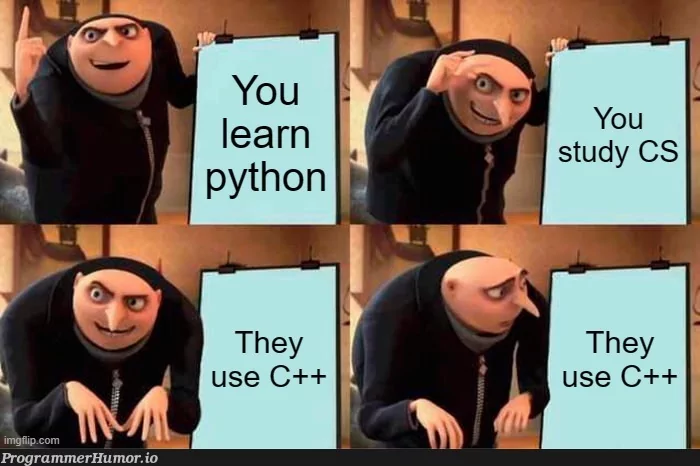 You
learn
python
You
study CS
They
use C++
They
use C++
imgflip.com
ProgrammerHumor.io